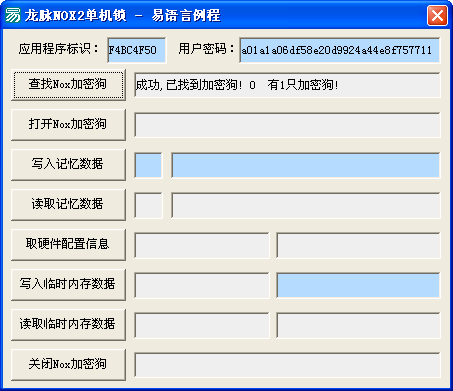 龙脉NOX2单机锁 - 易语言例程
应用程序标识： F4BC4F50 用户密码： a01a1a06df58e20d9924a44e8f757711
查找Nox加密狗 成功,已找到加密狗! 0 有1只加密狗!
打开Nox加密狗
写入记忆数据
读取记忆数据
取硬件配置信息
写入临时内存数据
读取临时内存数据
关闭Nox加密狗